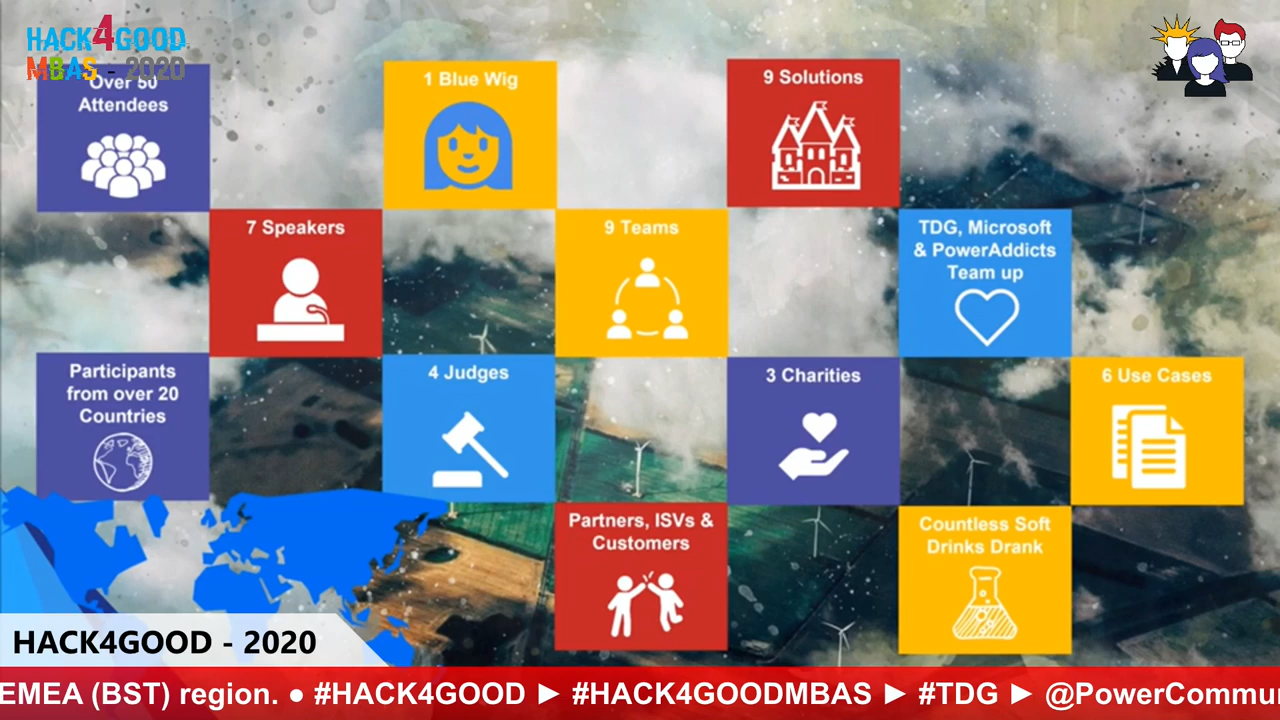 HACK4GOOD
MBAS - 2020
Over 50
Attendees
1 Blue Wig
9 Solutions
7 Speakers
9 Teams
TDG, Microsoft
& PowerAddicts
Team up
Participants
from over 20
Countries
4 Judges
3 Charities
6 Use Cases
Partners, ISVs &
Customers
Countless Soft
Drinks Drank
HACK4GOOD - 2020
EMEA (BST) region. ● #HACK4GOOD ► #HACK4GOODMBAS ► #TDG ► @PowerCommu